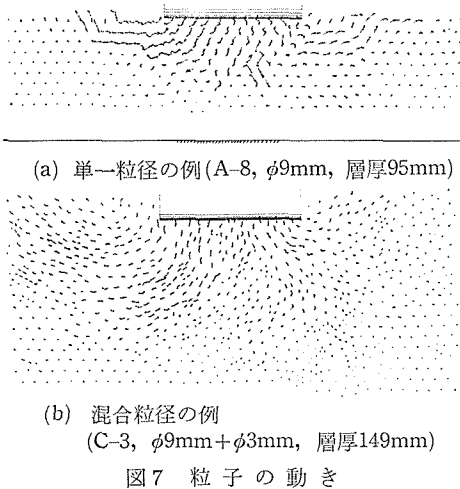 (a) 単一粒径の例(A-8, φ9mm, 層厚95mm)
(b) 混合粒径の例
(C-3, φ9mm+φ3mm, 層厚149mm)
図7 粒子の動き